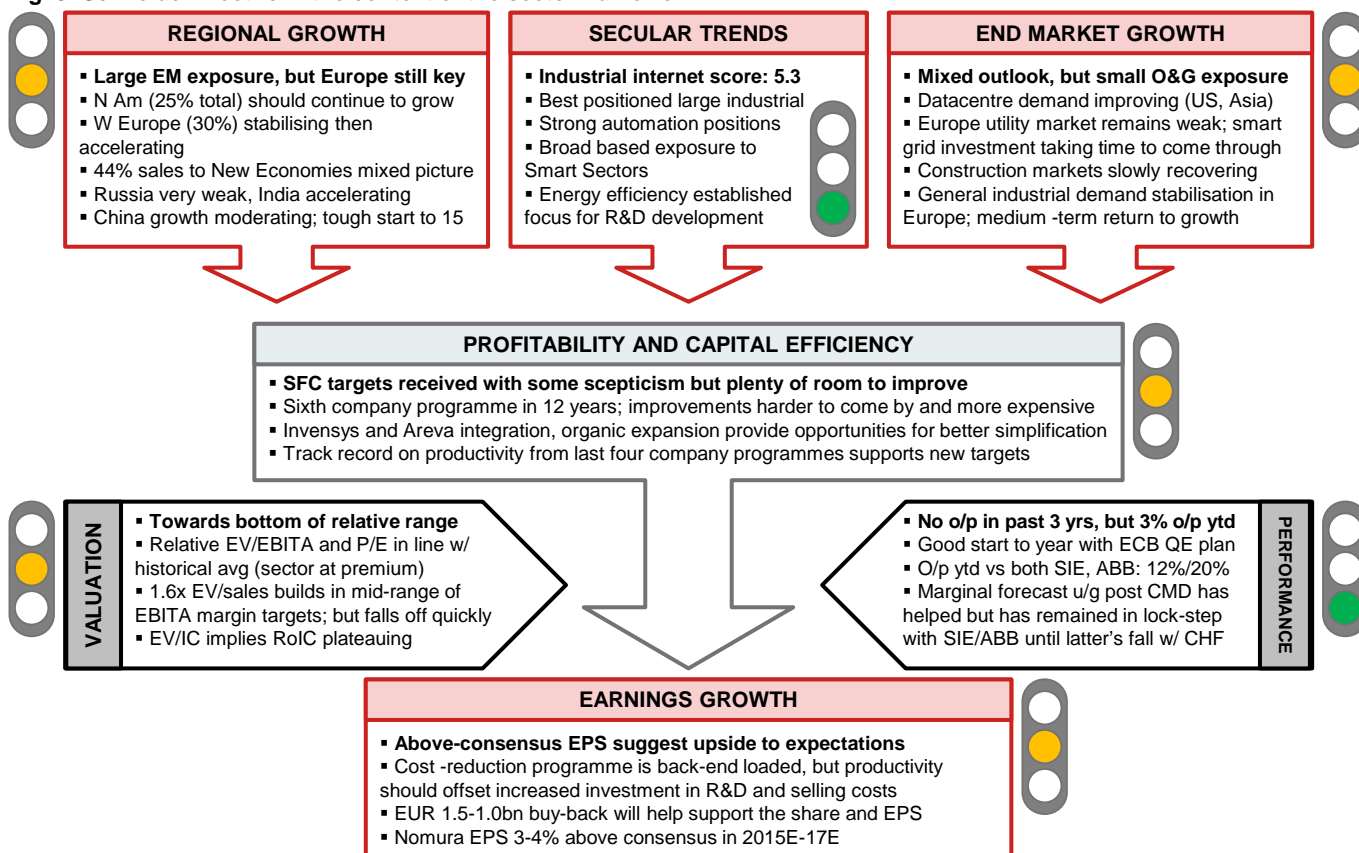 REGIONAL GROWTH
▪ Large EM exposure, but Europe still key
▪ N Am (25% total) should continue to grow
▪ W Europe (30%) stabilising then
accelerating
▪ 44% sales to New Economies mixed picture
▪ Russia very weak, India accelerating
▪ China growth moderating; tough start to 15
SECULAR TRENDS
▪ Industrial internet score: 5.3
▪ Best positioned large industrial
▪ Strong automation positions
▪ Broad based exposure to
Smart Sectors
▪ Energy efficiency established
focus for R&D development
END MARKET GROWTH
▪ Mixed outlook, but small O&G exposure
▪ Datacentre demand improving (US, Asia)
▪ Europe utility market remains weak; smart
grid investment taking time to come through
▪ Construction markets slowly recovering
▪ General industrial demand stabilisation in
Europe; medium -term return to growth
PROFITABILITY AND CAPITAL EFFICIENCY
▪ SFC targets received with some scepticism but plenty of room to improve
▪ Sixth company programme in 12 years; improvements harder to come by and more expensive
▪ Invensys and Areva integration, organic expansion provide opportunities for better simplification
▪ Track record on productivity from last four company programmes supports new targets
VALUATION
▪ Towards bottom of relative range
▪ Relative EV/EBITA and P/E in line w/
historical avg (sector at premium)
▪ 1.6x EV/sales builds in mid-range of
EBITA margin targets; but falls off quickly
▪ EV/IC implies RoIC plateauing
▪ No o/p in past 3 yrs, but 3% o/p ytd
▪ Good start to year with ECB QE plan
▪ O/p ytd vs both SIE, ABB: 12%/20%
▪ Marginal forecast u/g post CMD has
helped but has remained in lock-step
with SIE/ABB until latter's fall w/ CHF
PERFORMANCE
EARNINGS GROWTH
▪ Above-consensus EPS suggest upside to expectations
▪ Cost -reduction programme is back-end loaded, but productivity
should offset increased investment in R&D and selling costs
▪ EUR 1.5-1.0bn buy-back will help support the share and EPS
▪ Nomura EPS 3-4% above consensus in 2015E-17E